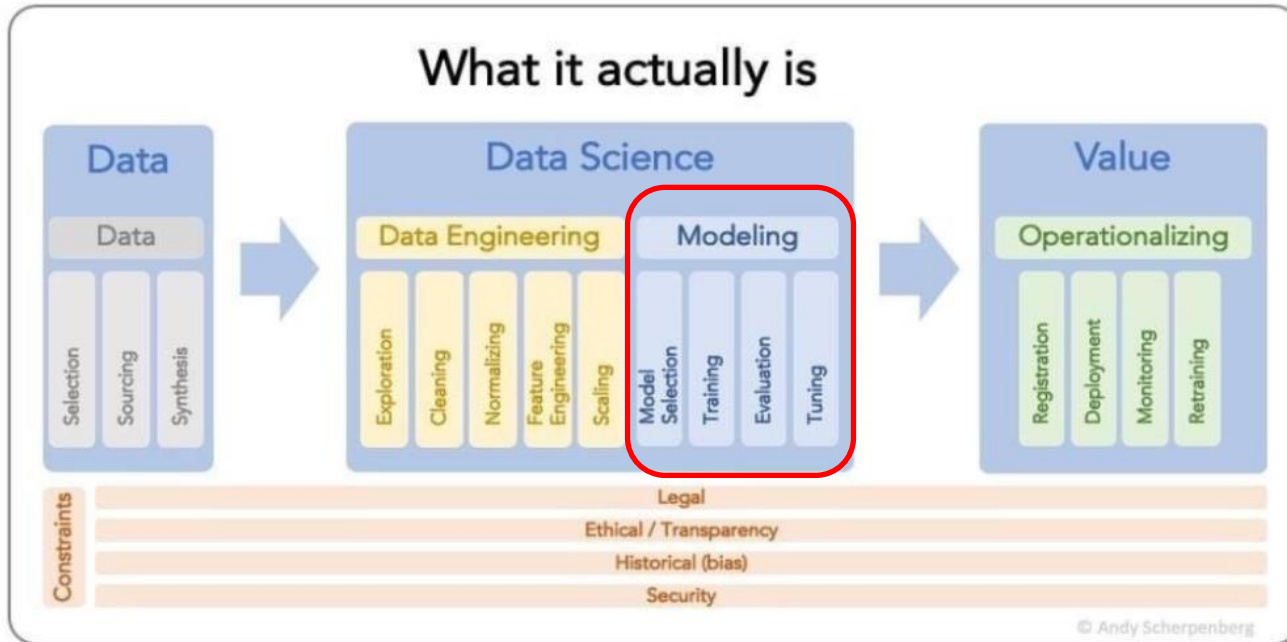 What it actually is
Data
Data
Selection
Sourcing
Synthesis
Data Science
Data Engineering
Exploration
Cleaning
Normalizing
Feature
Engineering
Scaling
Modeling
Model
Selection
Training
Evaluation
Tuning
Value
Operationalizing
Registration
Deployment
Monitoring
Retraining
Constraints
Legal
Ethical / Transparency
Historical (bias)
Security
© Andy Scherpenberg